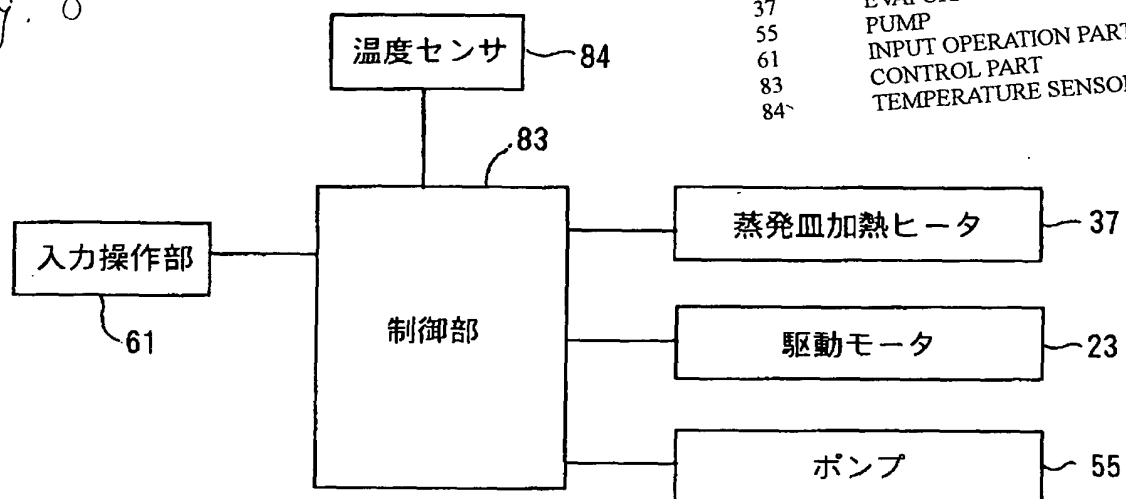 37
55 PUMP
61 INPUT OPERATION PART
83 CONTROL PART
84 TEMPERATURE SENSOR
温度センサ 84
83
入力操作部
61
制御部
蒸発皿加熱ヒータ 37
駆動モータ 23
ポンプ 55